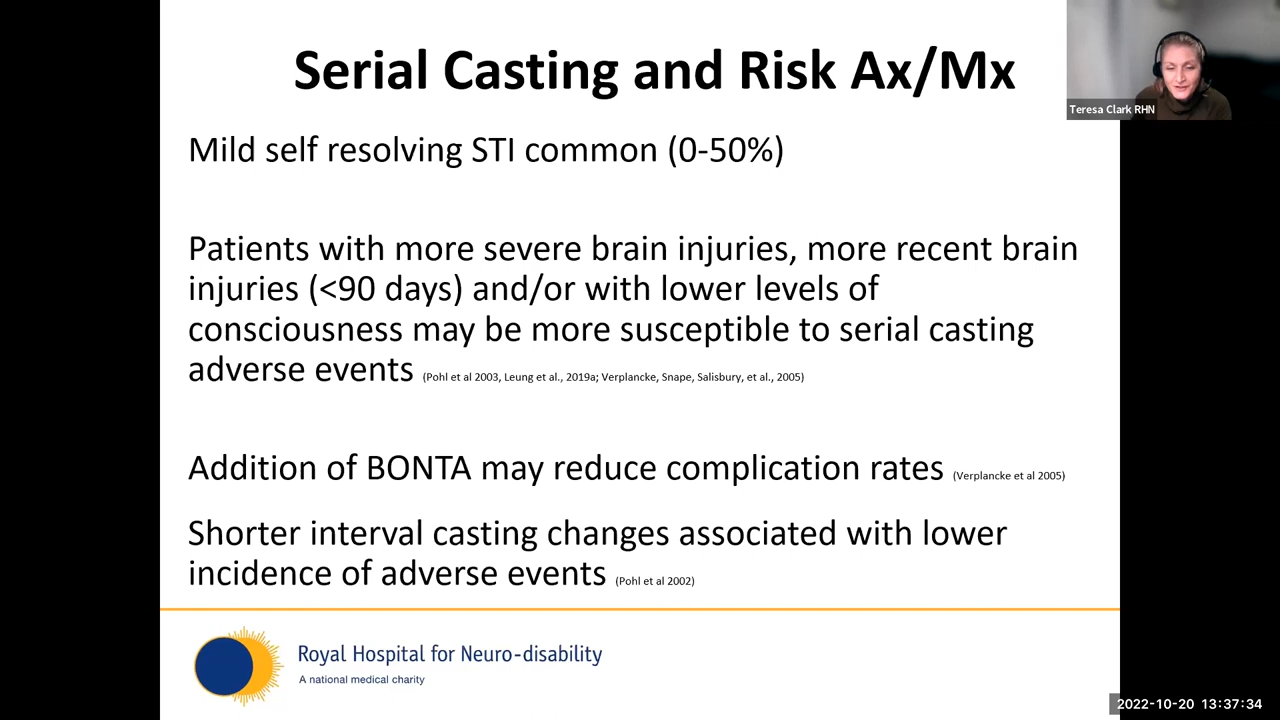 Serial Casting and Risk Ax/Mx
Teresa Clark RHN
Mild self resolving STI common (0-50%)
Patients with more severe brain injuries, more recent brain
injuries (<90 days) and/or with lower levels of
consciousness may be more susceptible to serial casting
adverse events (Pohl et al 2003, Leung et al., 2019a; Verplancke, Snape, Salisbury, et al., 2005)
Addition of BONTA may reduce complication rates (Verplancke et al 2005)
Shorter interval casting changes associated with lower
incidence of adverse events (Pohl et al 2002)
Royal Hospital for Neuro-disability
A national medical charity
2022-10-20 13:37:34